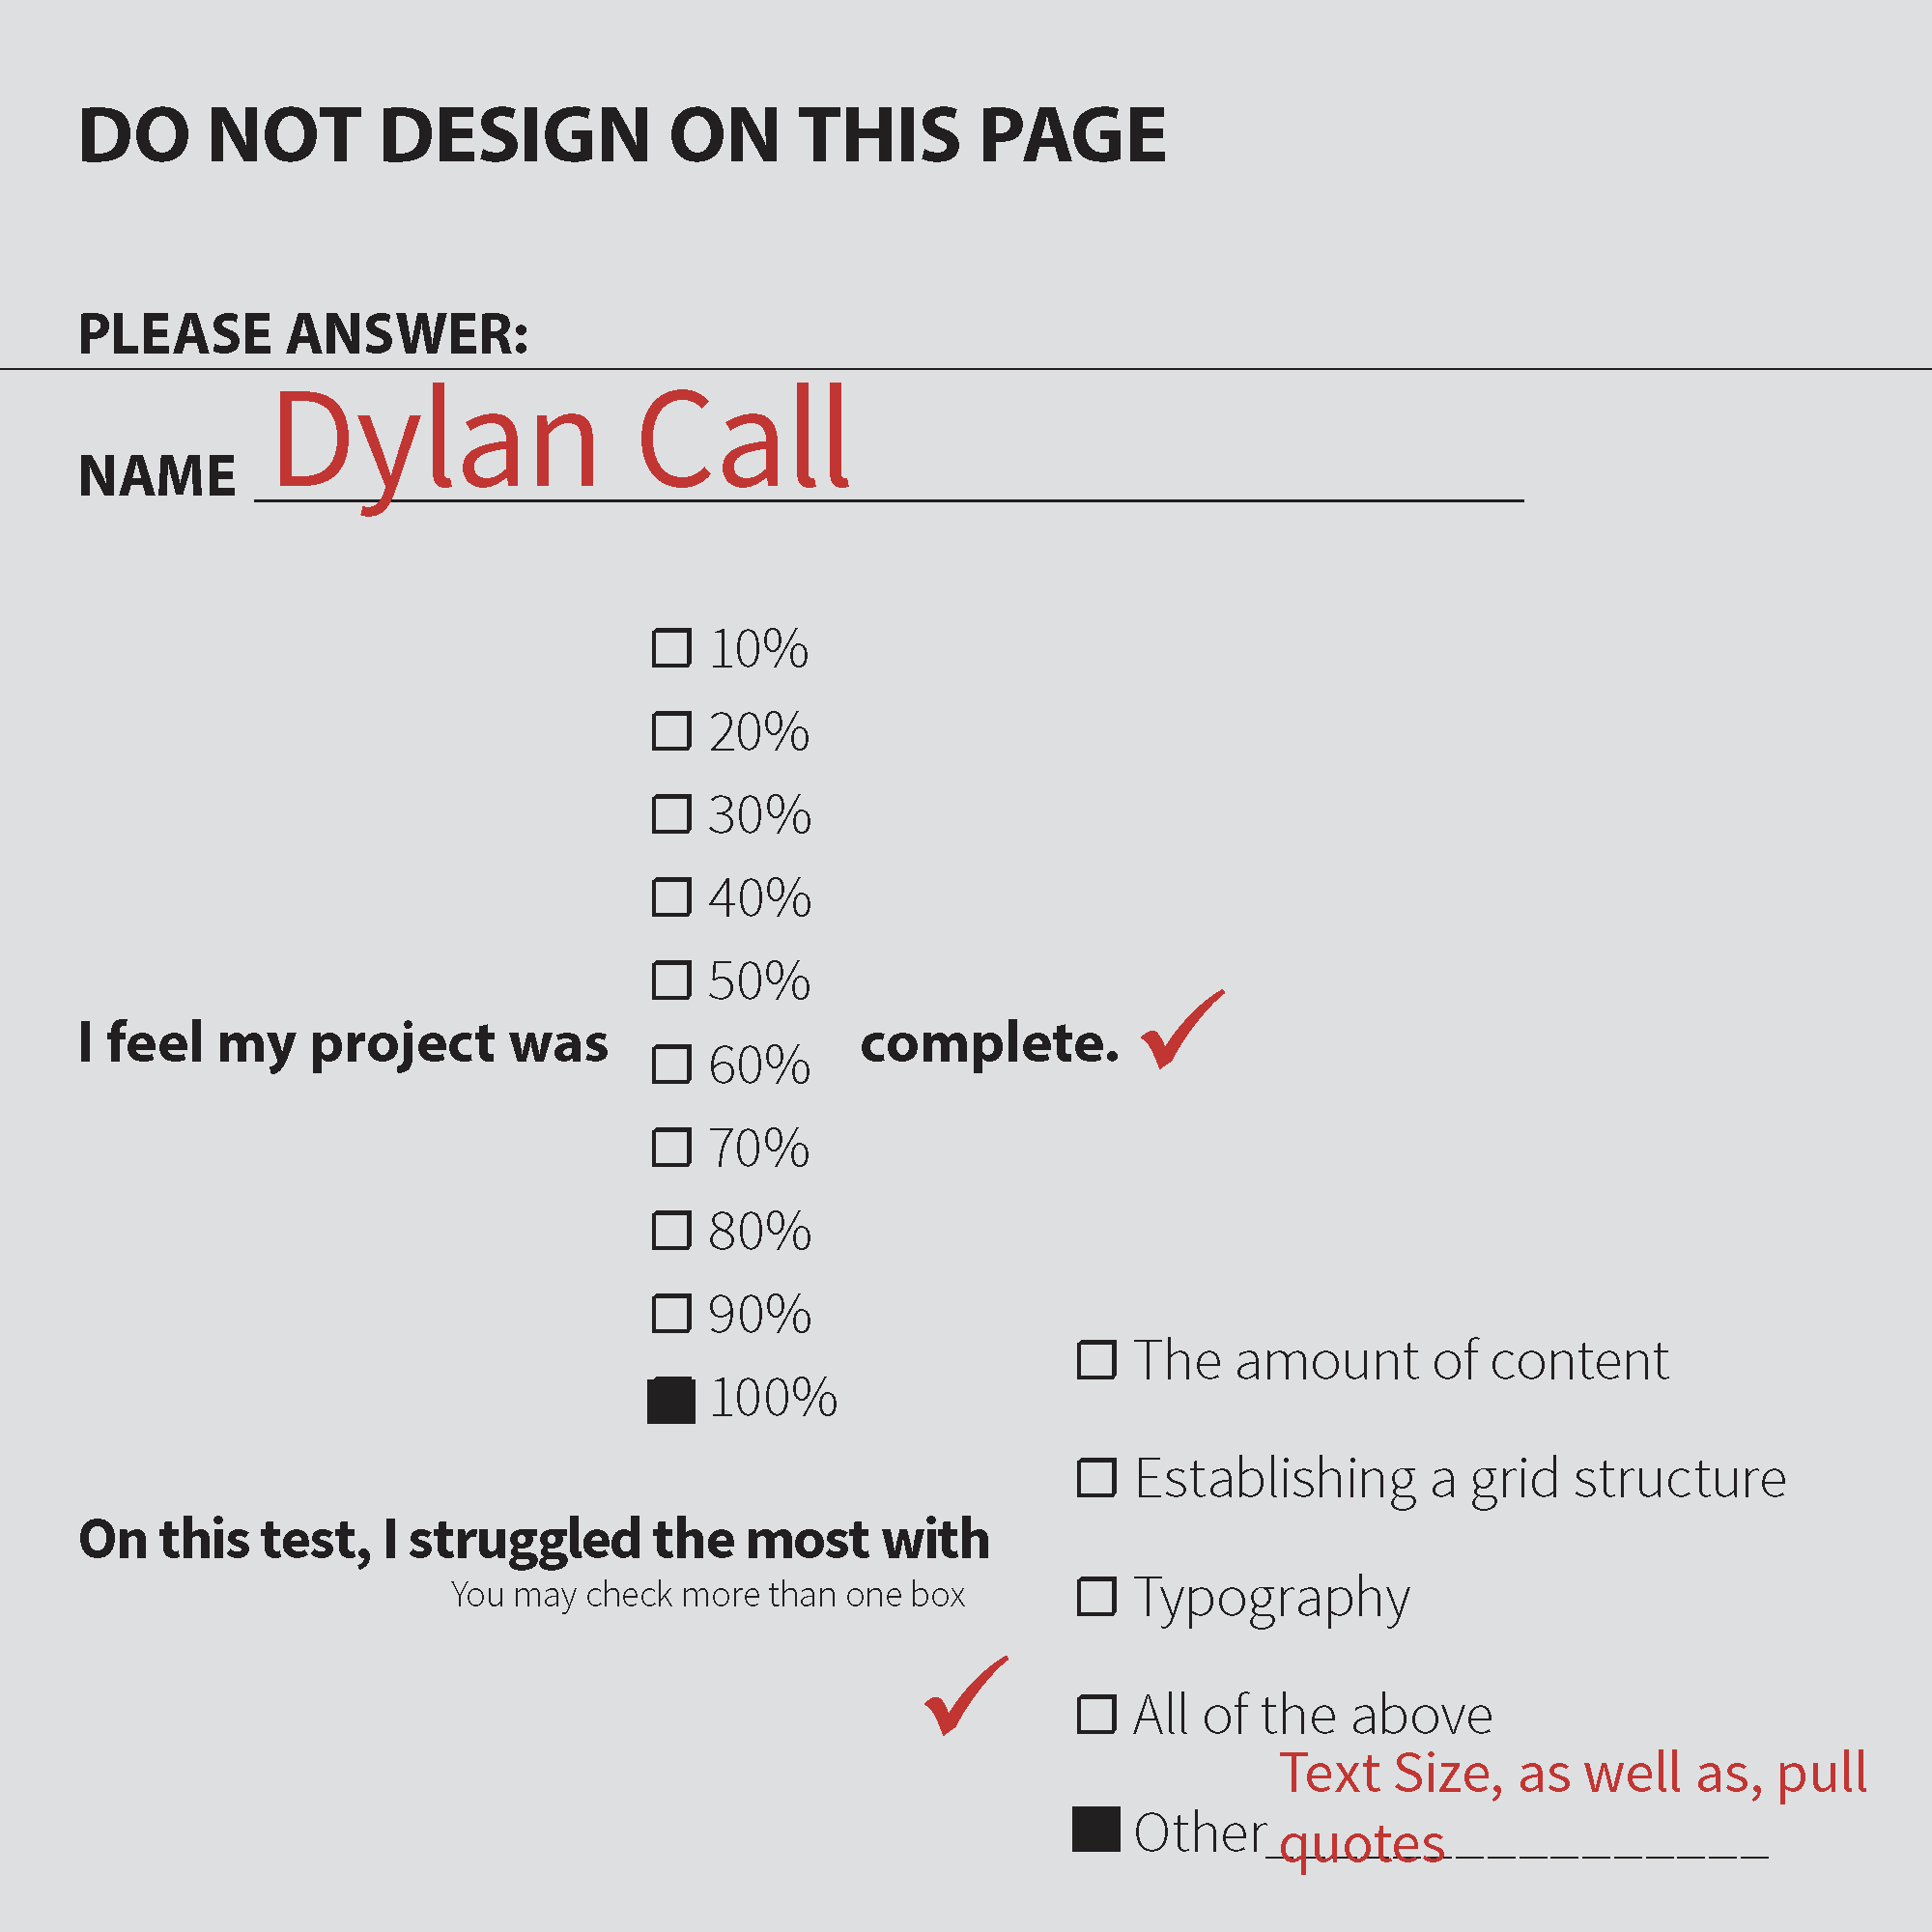 DO NOT DESIGN ON THIS PAGE
PLEASE ANSWER:
NAME Dylan Call
10%
20%
30%
40%
50%
I feel my project was 60% complete.
70%
80%
90%
100%
The amount of content
Establishing a grid structure
On this test, I struggled the most with
You may check more than one box
Typography
All of the above
Text Size, as well as, pull
Other quotes